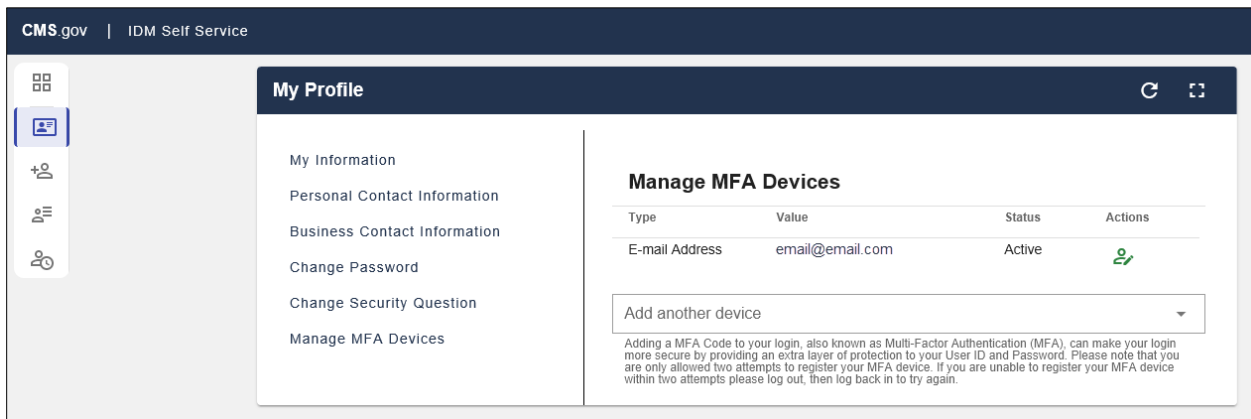 CMS.gov | IDM Self Service
My Profile
My Information
Personal Contact Information
Business Contact Information
Change Password
Change Security Question
Manage MFA Devices
Manage MFA Devices
Type Value Status Actions
E-mail Address email@email.com Active
Add another device
Adding a MFA Code to your login, also known as Multi-Factor Authentication (MFA), can make your login
more secure by providing an extra layer of protection to your User ID and Password. Please note that you
are only allowed two attempts to register your MFA device. If you are unable to register your MFA device
within two attempts please log out, then log back in to try again.